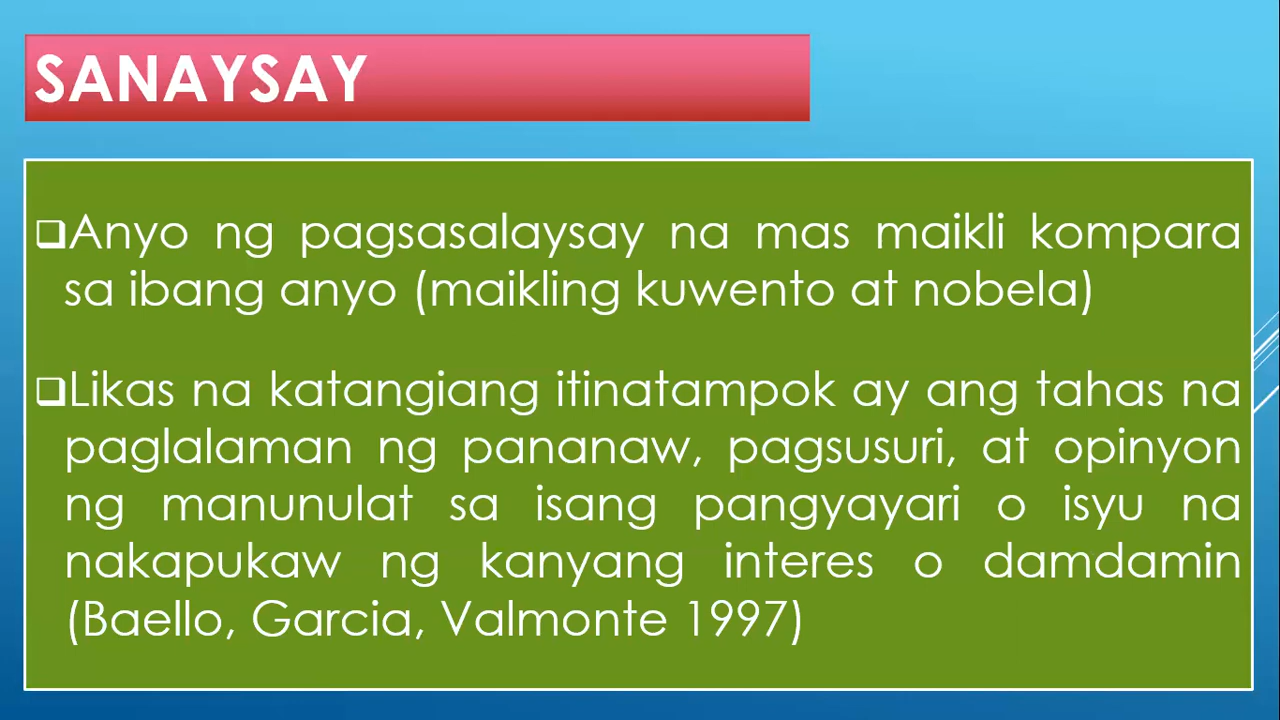 SANAYSAY
❑Anyo ng pagsasalaysay na mas maikli kompara
sa ibang anyo (maikling kuwento at nobela)
❑Likas na katangiang itinatampok ay ang tahas na
paglalaman ng pananaw, pagsusuri, at opinyon
ng manunulat sa isang pangyayari o isyu na
nakapukaw ng kanyang interes o damdamin
(Baello, Garcia, Valmonte 1997)